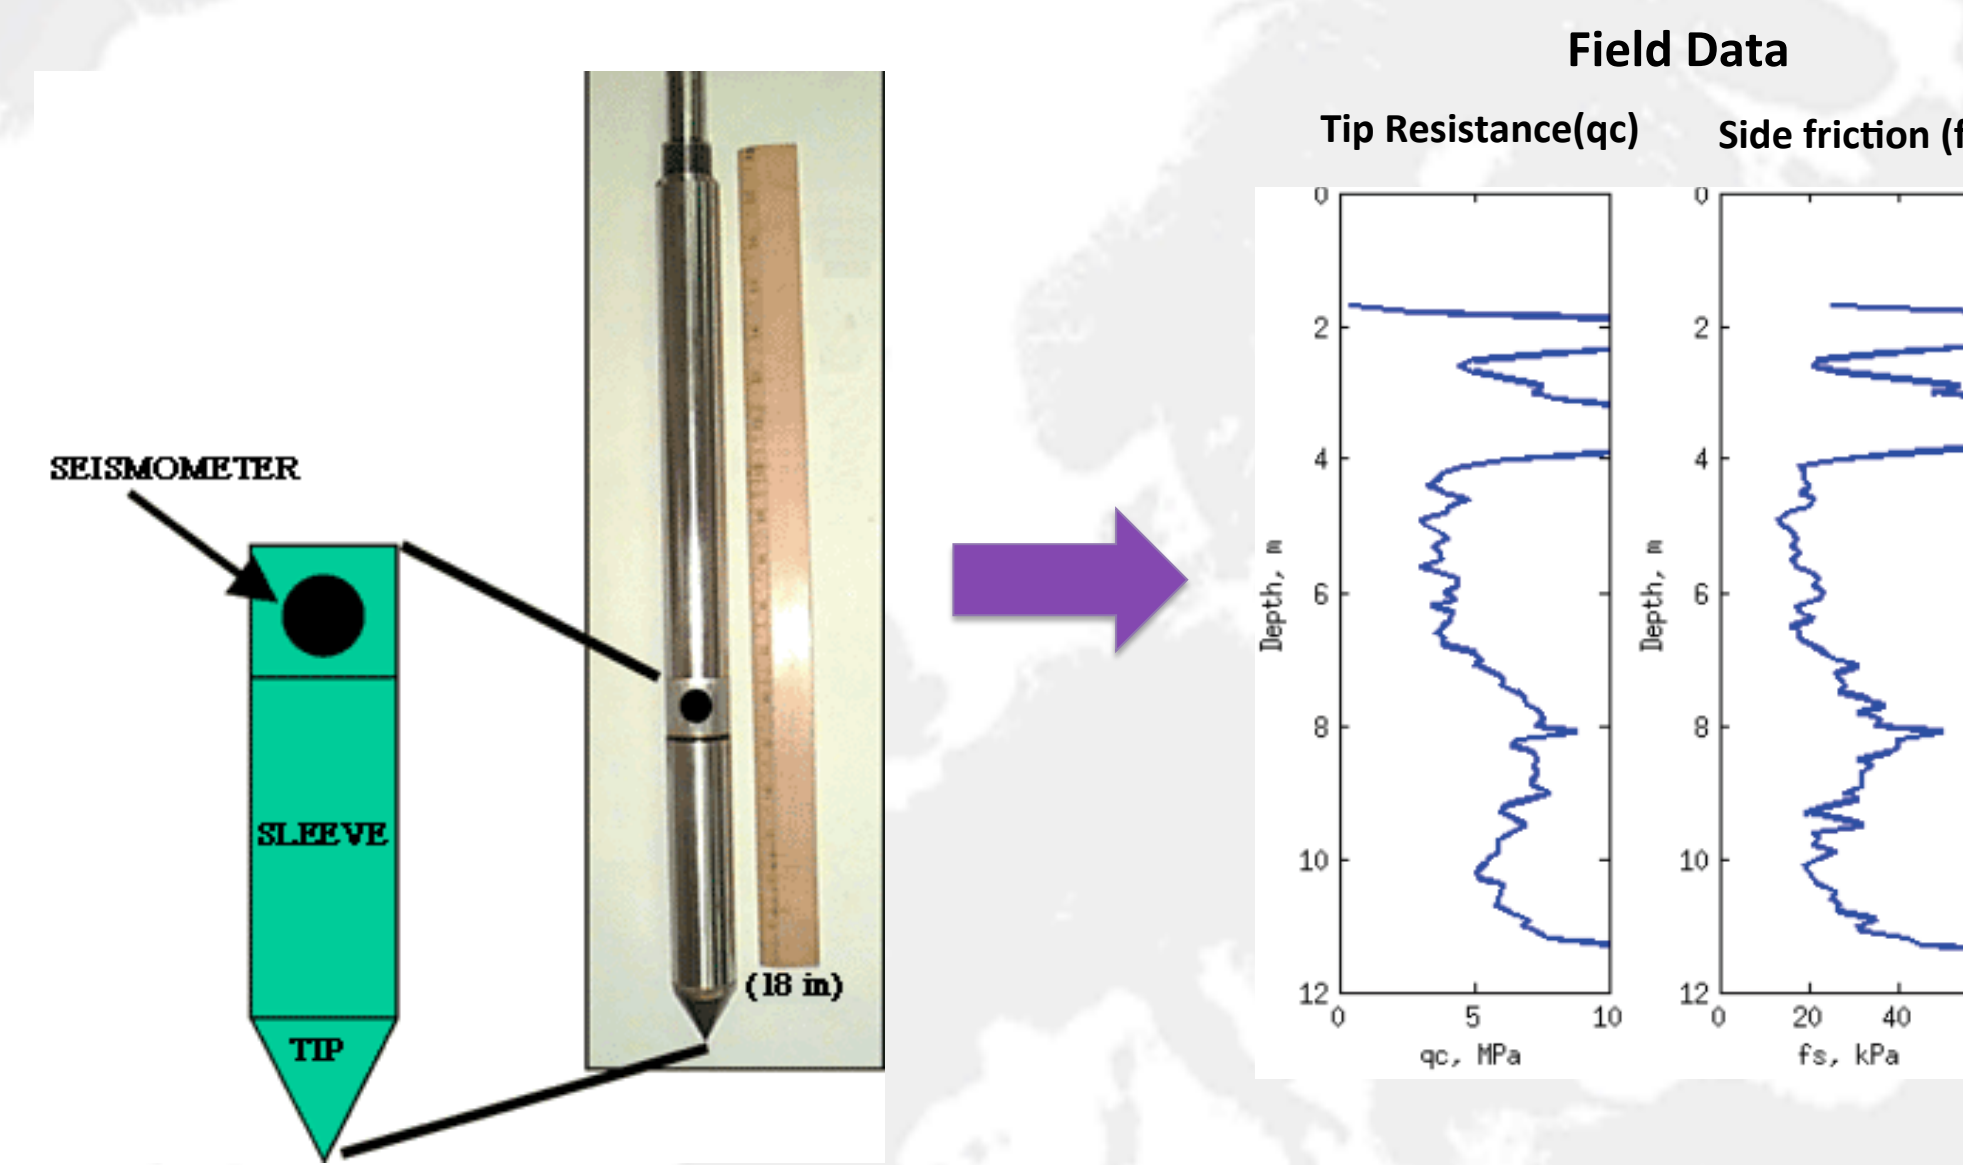 Field Data
Tip Resistance(qc)
Side friction (f
SEISMOMETER
SLEEVE
TIP
(18 in)
0
2
4
6
8
10
12
Depth, m
0 5 10
qc, MPa
0
2
4
6
8
10
12
Depth, m
0 20 40
fs, kPa